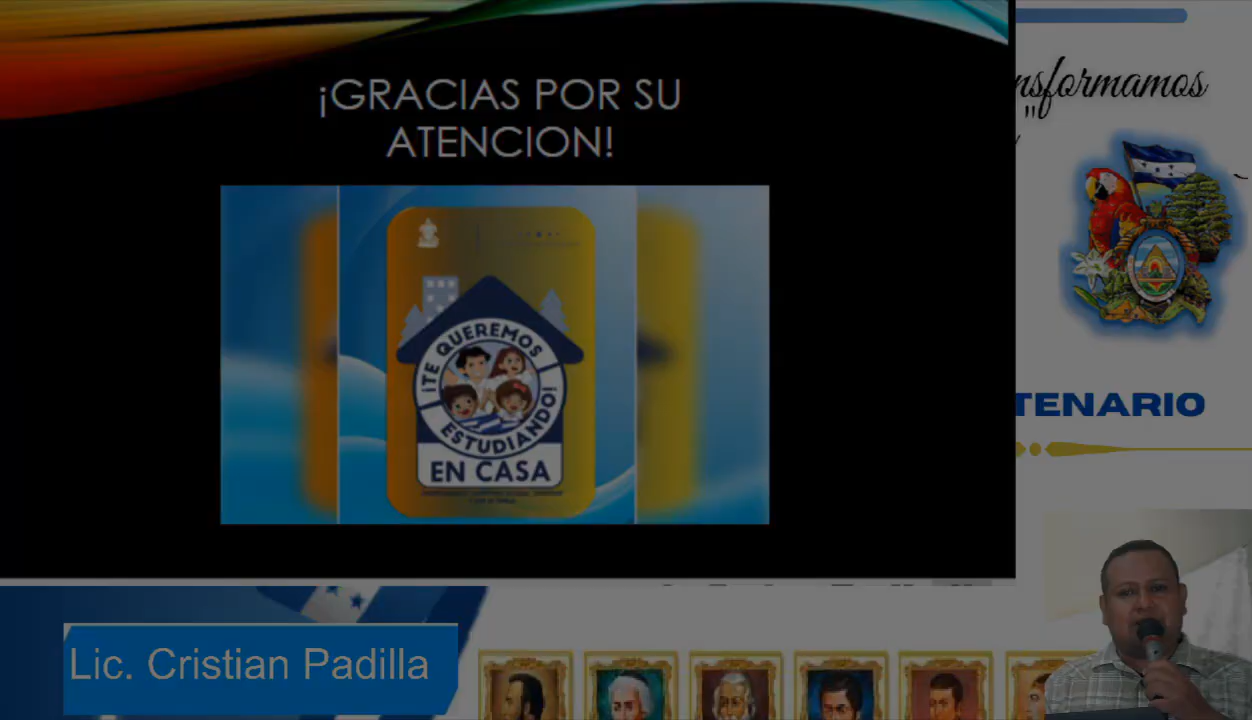 ¡GRACIAS POR SU
ATENCION!
nsformamos
"
TENARIO
¡TE QUEREMOS
ESTUDIANDO!
EN CASA
Lic. Cristian Padilla